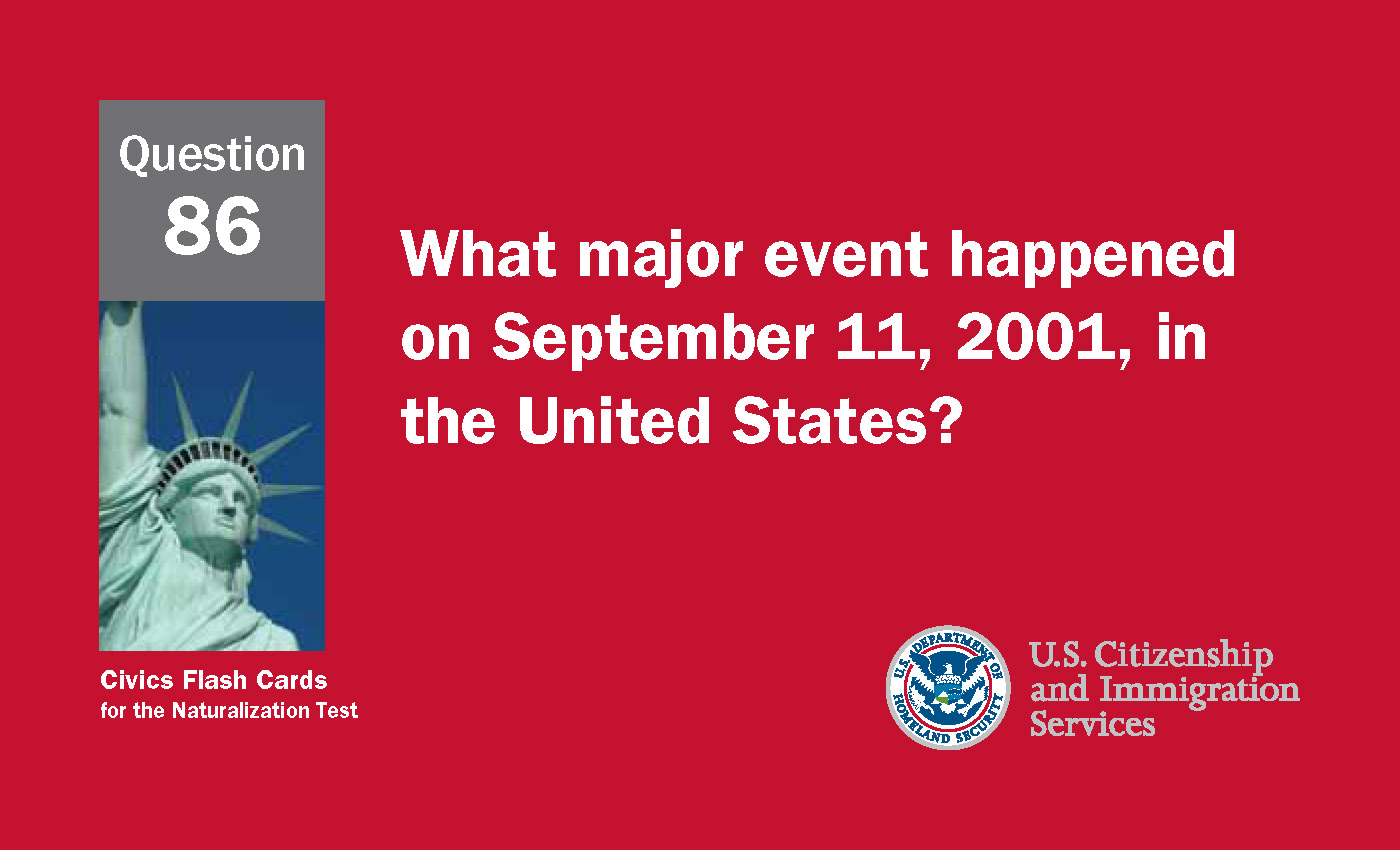 Question
86
What major event happened
on September 11, 2001, in
the United States?
Civics Flash Cards
for the Naturalization Test
U.S. DEPARTMENT OF
HOMELAND SECURITY
U.S. Citizenship
and Immigration
Services